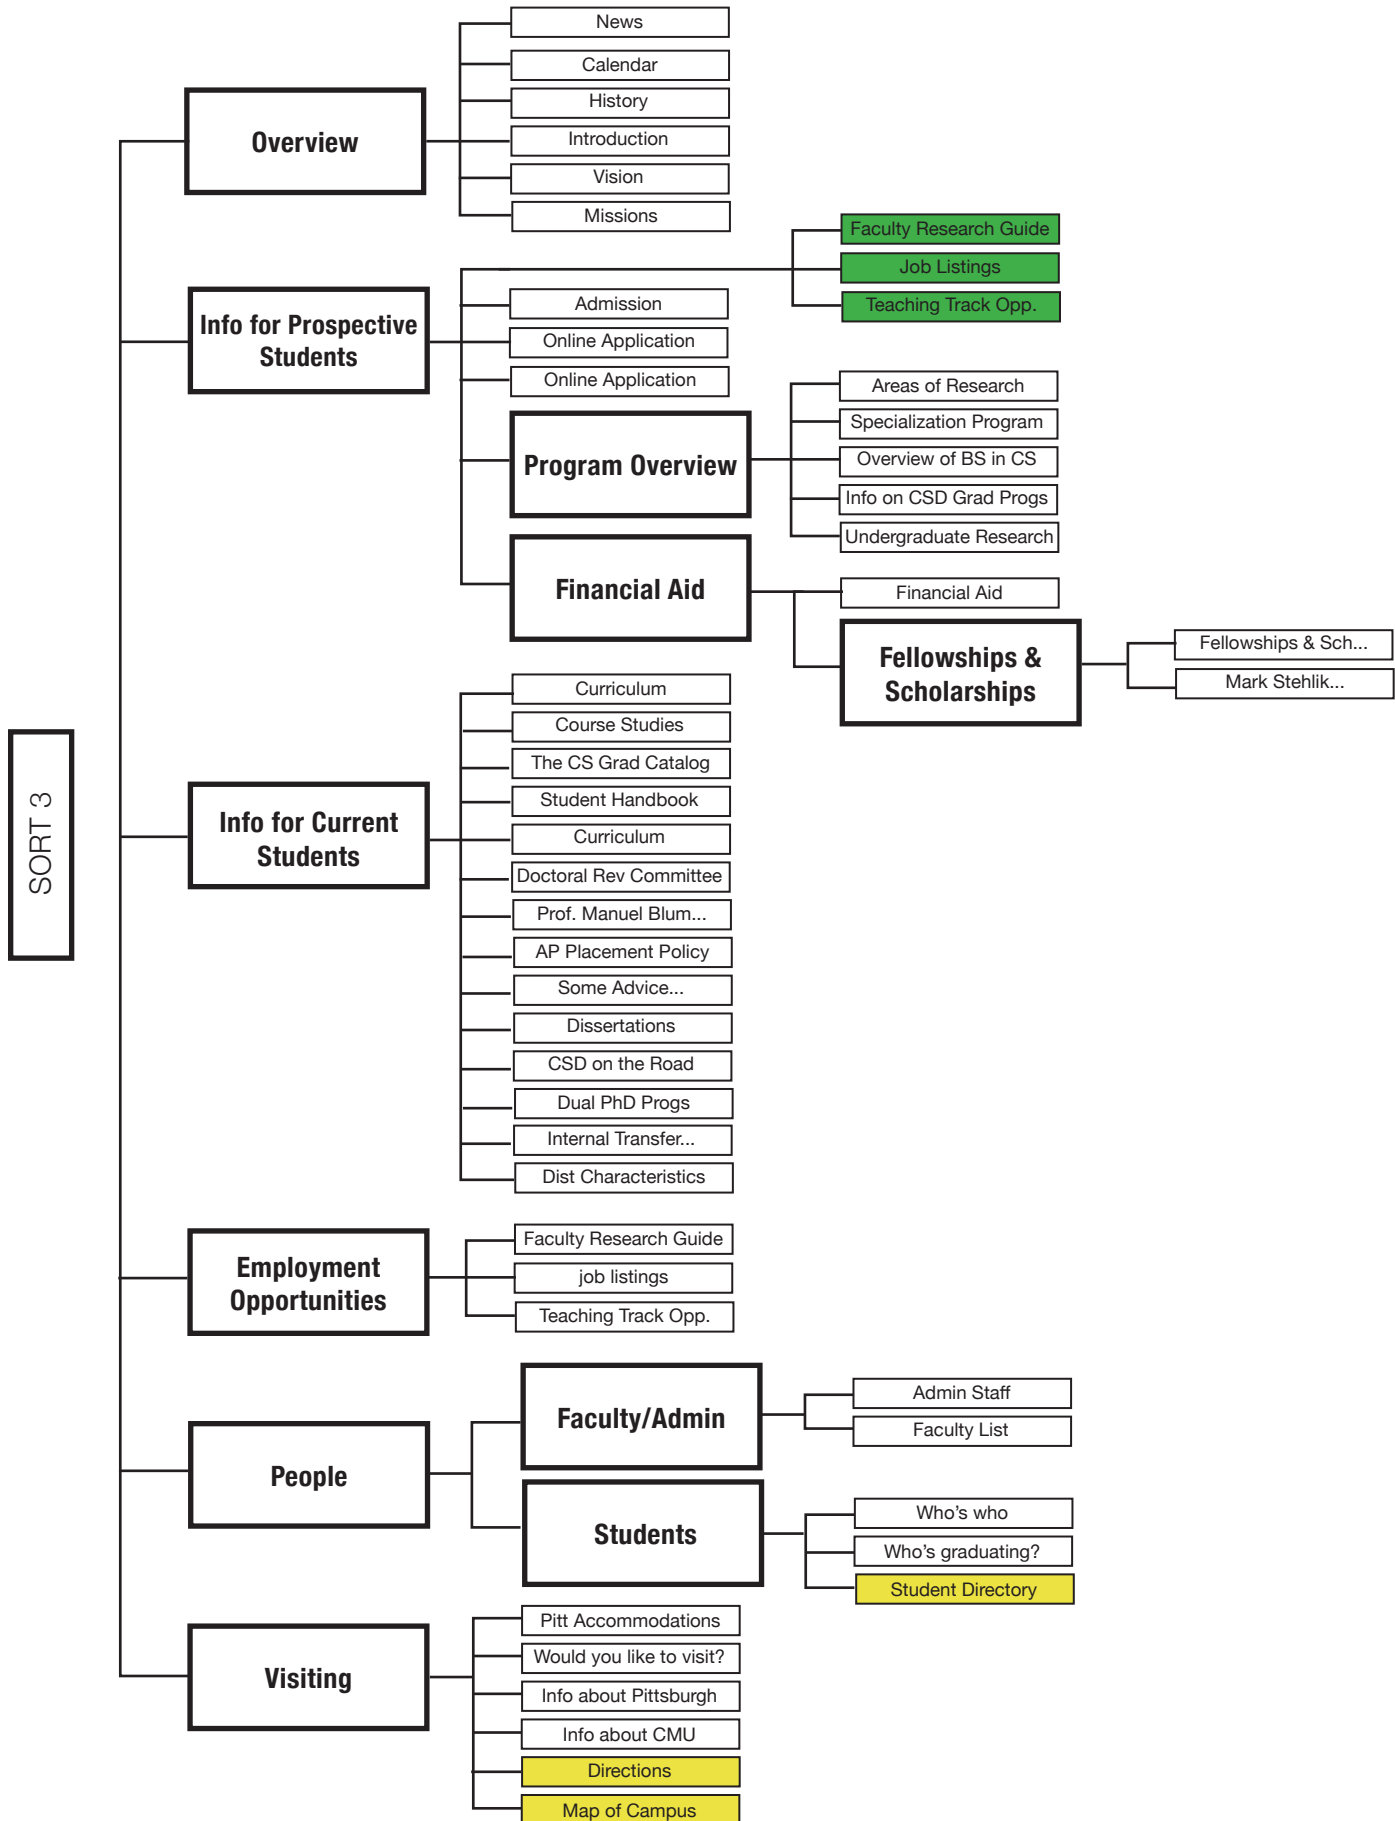 SORT 3
Overview
News
Calendar
History
Introduction
Vision
Missions
Info for Prospective
Students
Faculty Research Guide
Job Listings
Teaching Track Opp.
Admission
Online Application
Online Application
Program Overview
Areas of Research
Specialization Program
Overview of BS in CS
Info on CSD Grad Progs
Undergraduate Research
Financial Aid
Financial Aid
Fellowships &
Scholarships
Fellowships & Sch...
Mark Stehlik...
Info for Current
Students
Curriculum
Course Studies
The CS Grad Catalog
Student Handbook
Curriculum
Doctoral Rev Committee
Prof. Manuel Blum...
AP Placement Policy
Some Advice...
Dissertations
CSD on the Road
Dual PhD Progs
Internal Transfer...
Dist Characteristics
Employment
Opportunities
Faculty Research Guide
job listings
Teaching Track Opp.
People
Faculty/Admin
Admin Staff
Faculty List
Students
Who's who
Who's graduating?
Student Directory
Visiting
Pitt Accommodations
Would you like to visit?
Info about Pittsburgh
Info about CMU
Directions
Map of Campus